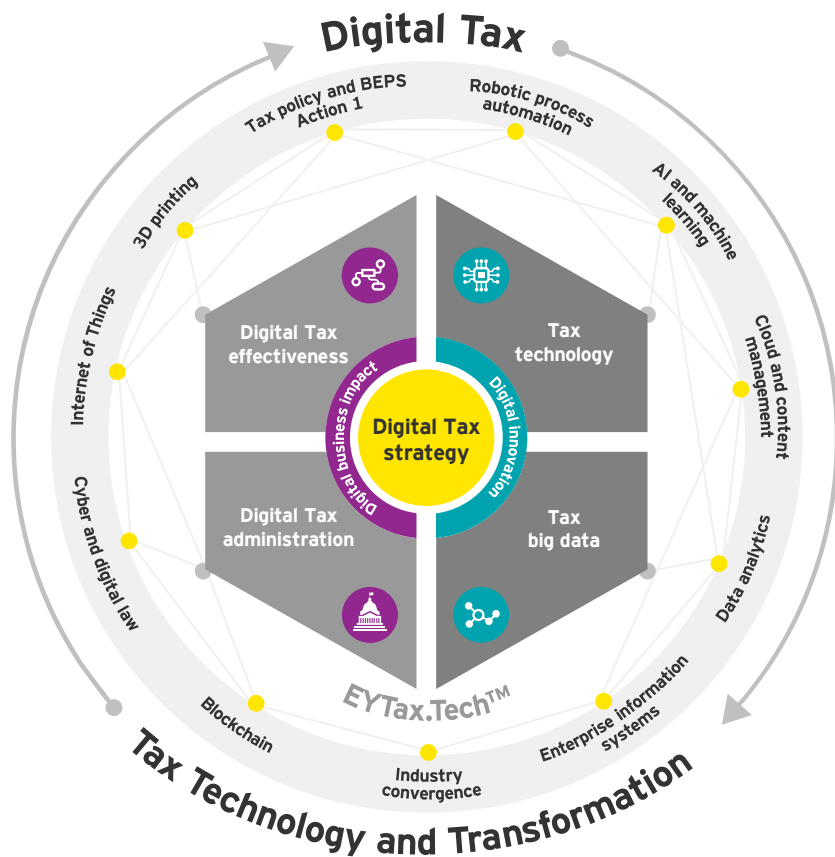 Digital Tax
Tax policy and BEPS
Action 1
Robotic process
automation
3D printing
AI and machine
learning
Internet of Things
Cloud and content
management
Digital Tax
effectiveness
Tax
technology
Digital business impact
Digital innovation
Digital Tax
strategy
Digital Tax
administration
Tax
big data
Cyber and digital law
Data analytics
EYTax.Tech™
Blockchain
Enterprise information
systems
Industry
convergence
Tax Technology and Transformation